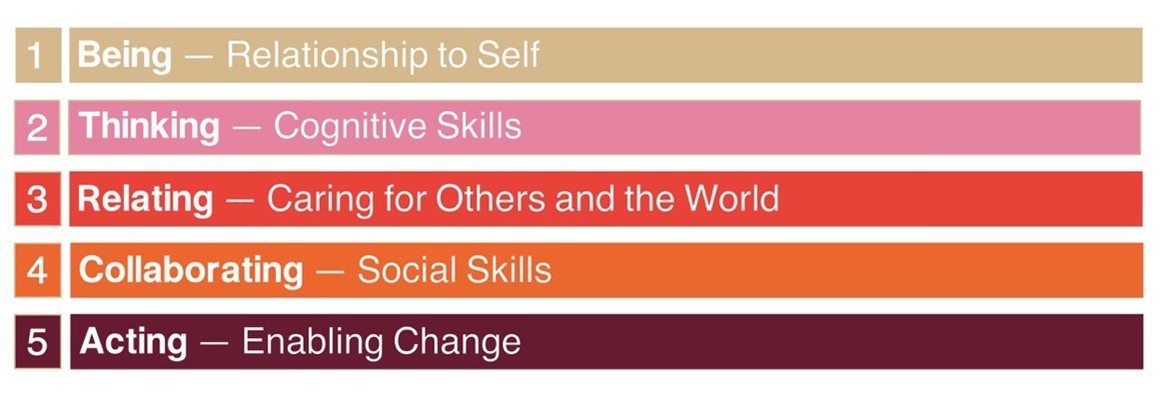 1 Being — Relationship to Self
2 Thinking — Cognitive Skills
3 Relating — Caring for Others and the World
4 Collaborating — Social Skills
5 Acting — Enabling Change